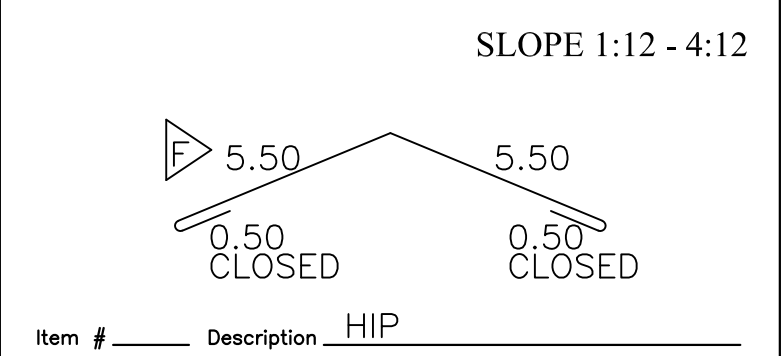 SLOPE 1:12 - 4:12
F 5.50 5.50
0.50 0.50
CLOSED CLOSED
Item # Description HIP